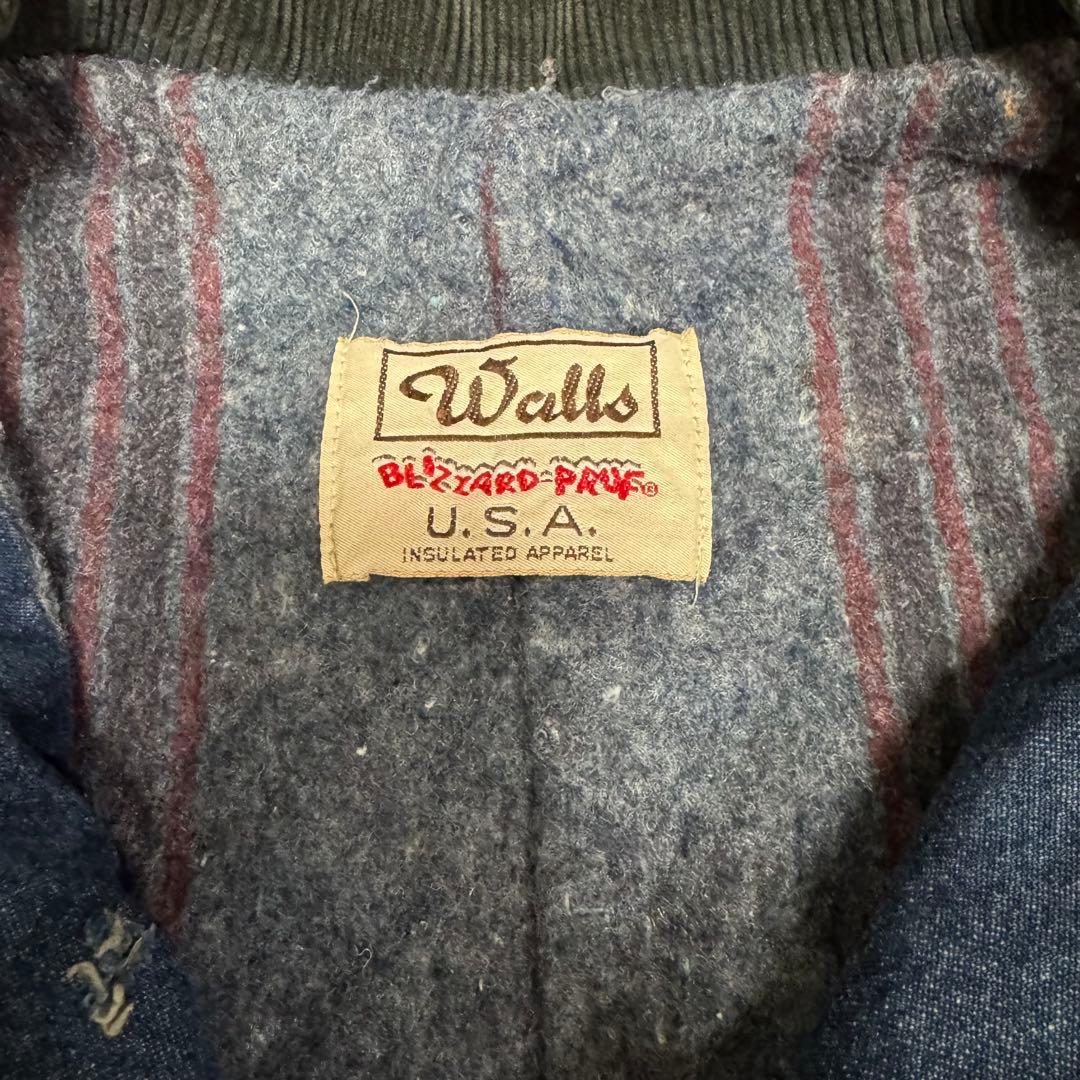 Walls
BLIZZARD-PRUF®
U.S.A.
INSULATED APPAREL